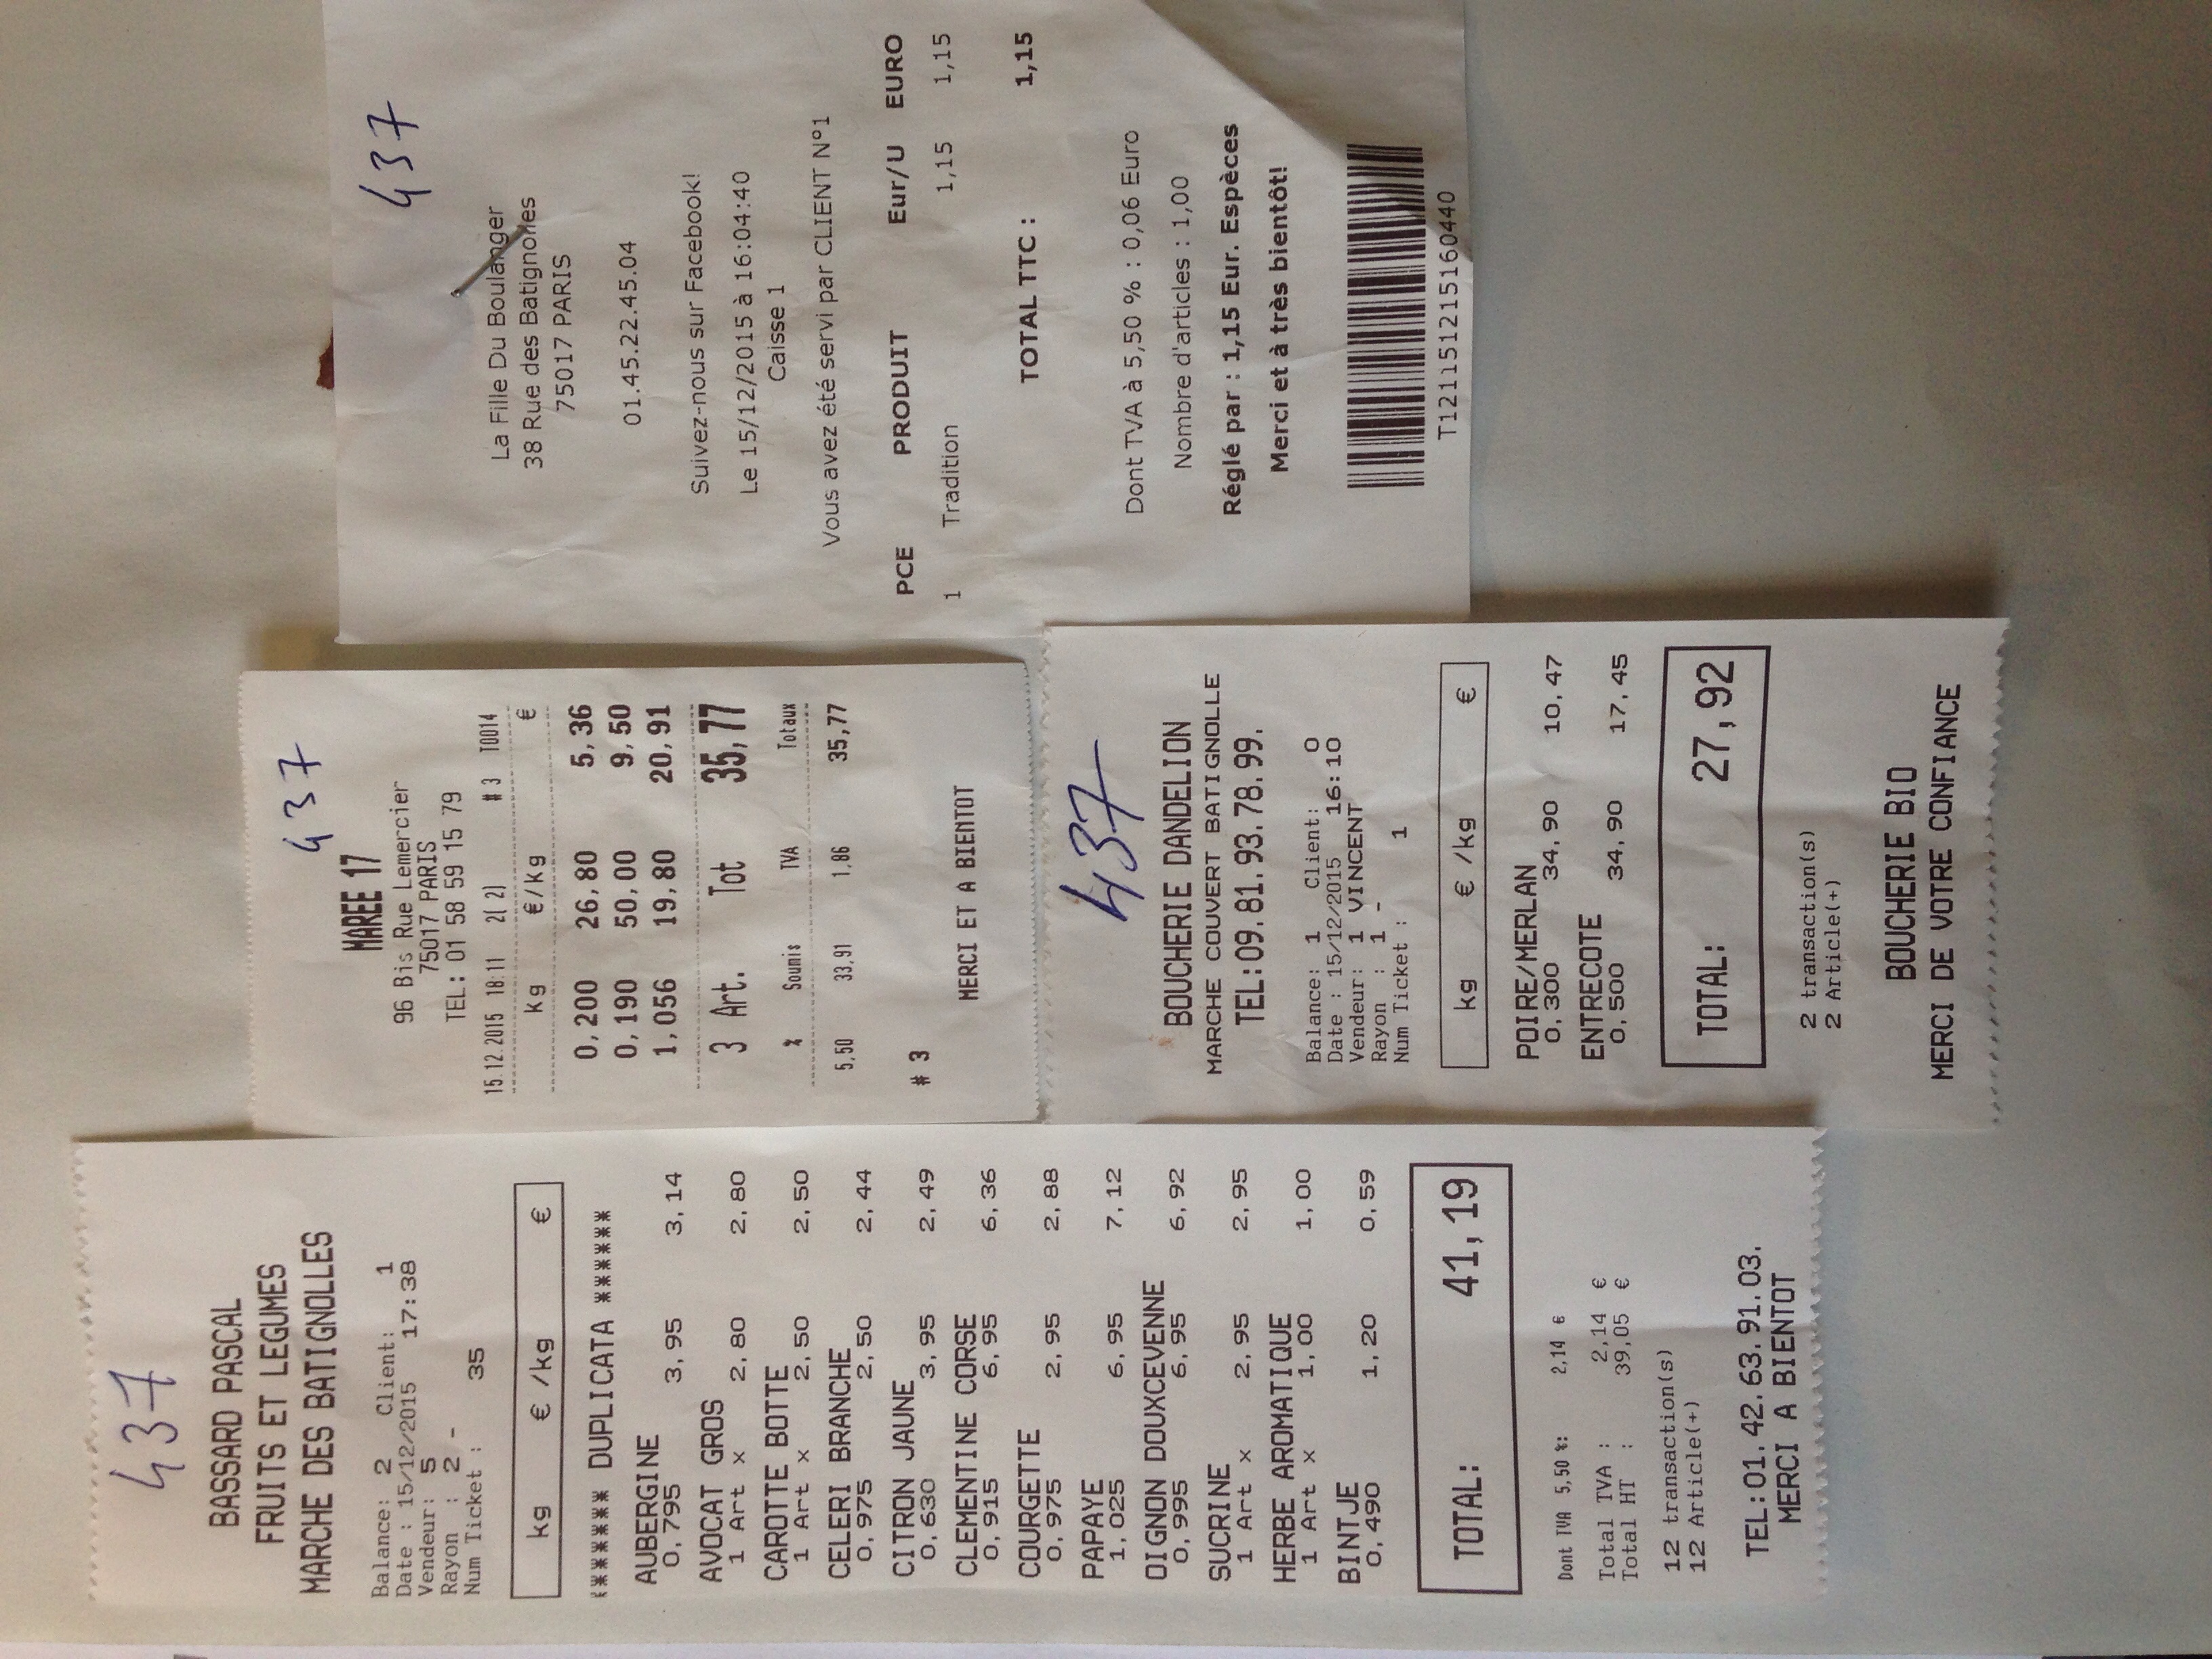 437
BASSARD PASCAL
FRUITS ET LEGUMES
MARCHE DES BATIGNOLLES
Balance: 2 Client: 1
Date : 15/12/2015 17:38
Vendeur: 5
Rayon : 2 -
Num Ticket : 35
kg € /kg €
******* DUPLICATA ******
AUBERGINE
0,795 3,95 3,14
AVOCAT GROS
1 Art x 2,80 2,80
CAROTTE BOTTE
1 Art x 2,50 2,50
CELERI BRANCHE
0,975 2,50 2,44
CITRON JAUNE
0,630 3,95 2,49
CLEMENTINE CORSE
0,915 6,95 6,36
COURGETTE
0,975 2,95 2,88
PAPAYE
1,025 6,95 7,12
OIGNON DOUXCEVENNE
0,995 6,95 6,92
SUCRINE
1 Art x 2,95 2,95
HERBE AROMATIQUE
1 Art x 1,00 1,00
BINTJE
0,490 1,20 0,59
TOTAL: 41,19
Dont TVA 5,50 %: 2,14 €
Total TVA : 2,14 €
Total HT : 39,05 €
12 transaction(s)
12 Article(+)
TEL:01.42.63.91.03.
MERCI A BIENTOT
437
MAREE 17
96 Bis Rue Lemercier
75017 PARIS
TEL: 01 58 59 15 79
15.12.2015 18:11 2( 2) # 3 T0014
kg €/kg €
0,200 26,80 5,36
0,190 50,00 9,50
1,056 19,80 20,91
3 Art. Tot 35,77
% Soumis TVA Totaux
5,50 33,91 1,86 35,77
# 3
MERCI ET A BIENTOT
437
BOUCHERIE DANDELION
MARCHE COUVERT BATIGNOLLE
TEL:09.81.93.78.99.
Balance: 1 Client: 0
Date : 15/12/2015 16:10
Vendeur: 1 VINCENT
Rayon : 1 -
Num Ticket : 1
kg € /kg €
POIRE/MERLAN
0,300 34,90 10,47
ENTRECOTE
0,500 34,90 17,45
TOTAL: 27,92
2 transaction(s)
2 Article(+)
BOUCHERIE BIO
MERCI DE VOTRE CONFIANCE
437
La Fille Du Boulanger
38 Rue des Batignolles
75017 PARIS
01.45.22.45.04
Suivez-nous sur Facebook!
Le 15/12/2015 à 16:04:40
Caisse 1
Vous avez été servi par CLIENT N°1
PCE PRODUIT Eur/U EURO
1 Tradition 1,15 1,15
TOTAL TTC : 1,15
Dont TVA à 5,50 % : 0,06 Euro
Nombre d'articles : 1,00
Réglé par : 1,15 Eur. Espèces
Merci et à très bientôt!
T121151215160440